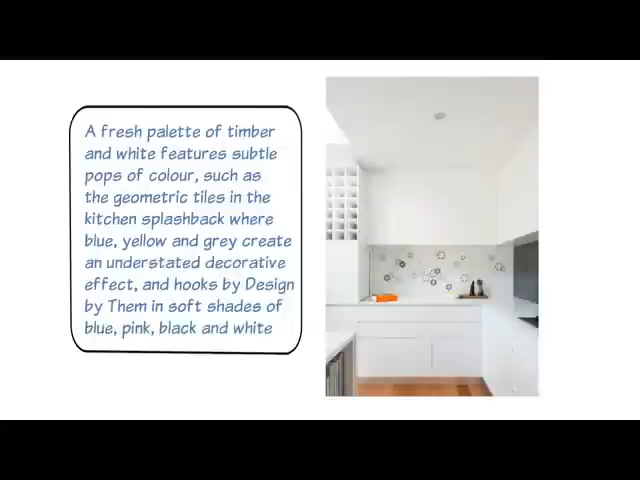 A fresh palette of timber
and white features subtle
pops of colour, such as
the geometric tiles in the
kitchen splashback where
blue, yellow and grey create
an understated decorative
effect, and hooks by Design
by Them in soft shades of
blue, pink, black and white